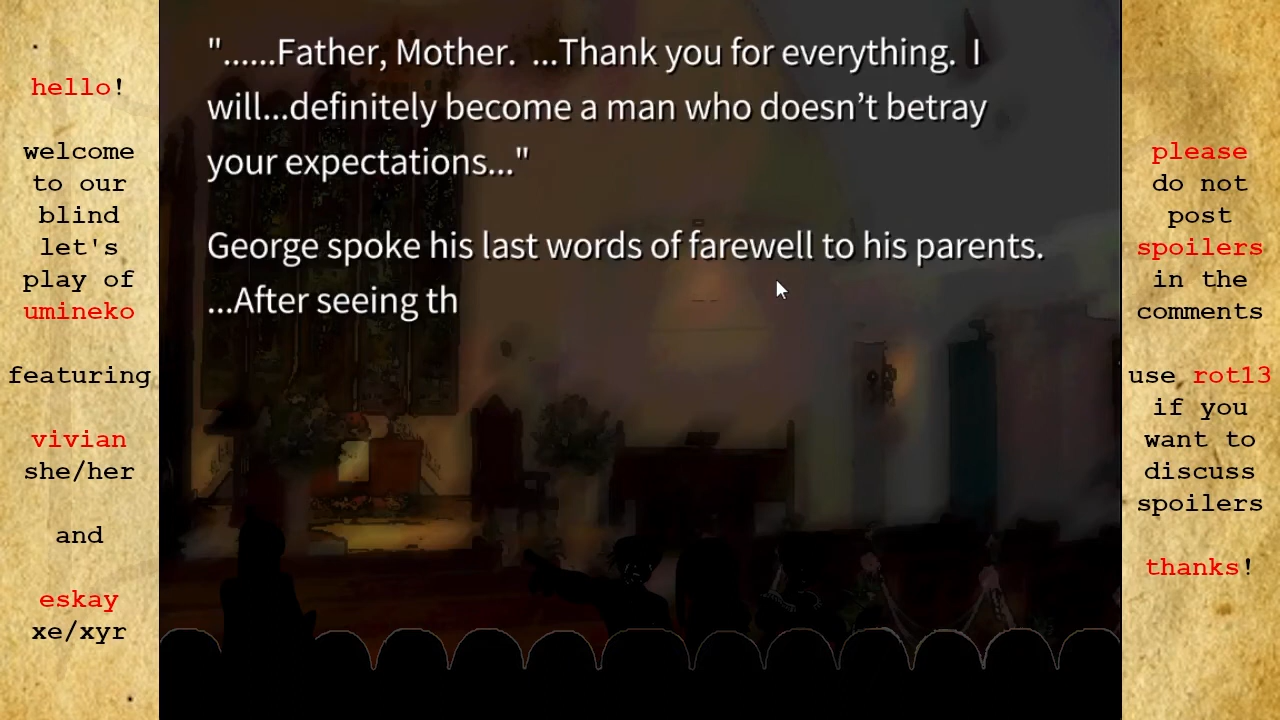 hello!
welcome
to our
blind
let's
play of
umineko
featuring
vivian
she/her
and
eskay
xe/xyr
"......Father, Mother.  ...Thank you for everything.  I
will...definitely become a man who doesn’t betray
your expectations..."
George spoke his last words of farewell to his parents.
...After seeing th
please
do not
post
spoilers
in the
comments
use rot13
if you
want to
discuss
spoilers
thanks!